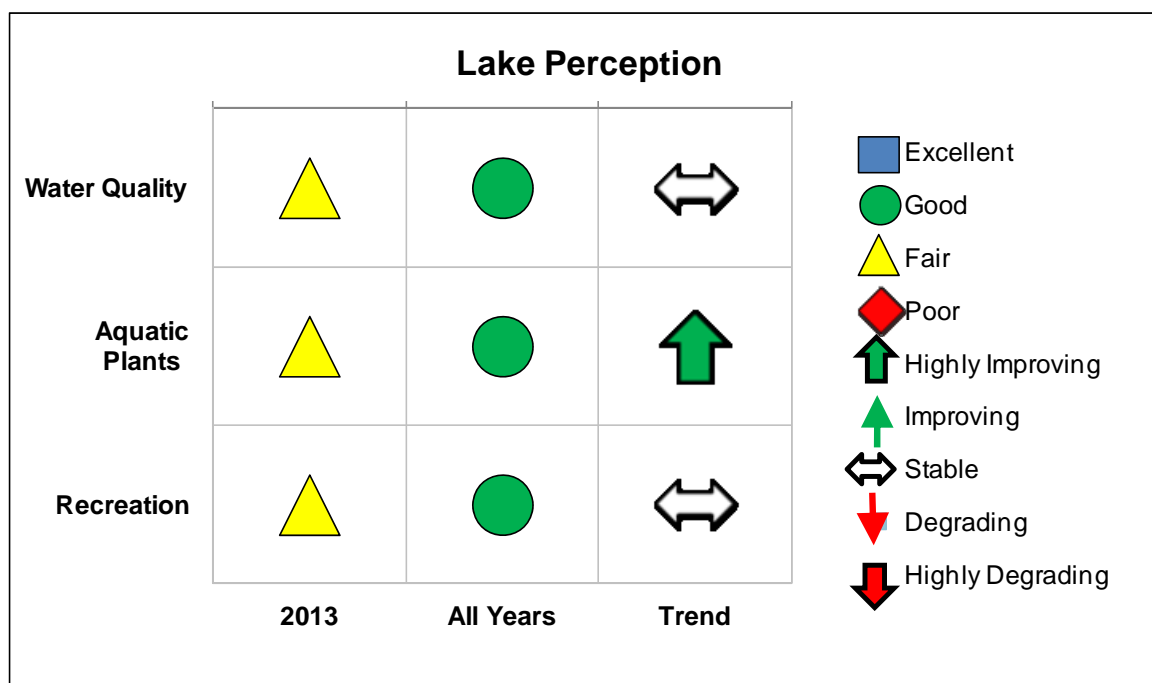 Lake Perception
Water Quality
Aquatic
Plants
Recreation
2013
All Years
Trend
Excellent
Good
Fair
Poor
Highly Improving
Improving
Stable
Degrading
Highly Degrading